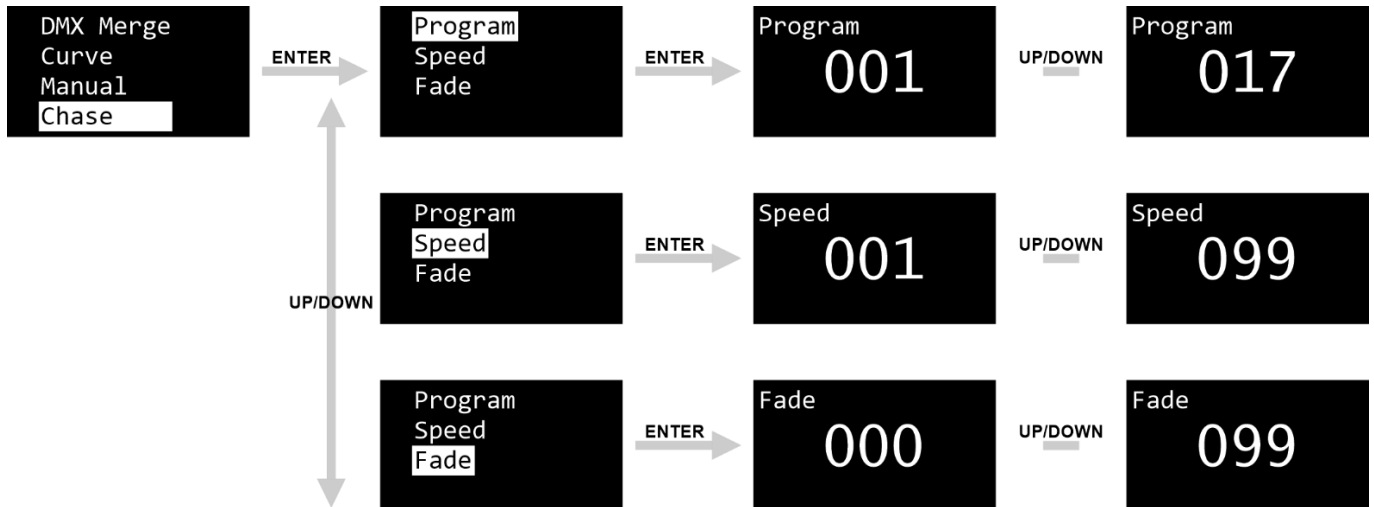 DMX Merge
Curve
Manual
Chase
ENTER
Program
Speed
Fade
ENTER
Program
001
UP/DOWN
Program
017
UP/DOWN
Program
Speed
Fade
ENTER
Speed
001
UP/DOWN
Speed
099
Program
Speed
Fade
ENTER
Fade
000
UP/DOWN
Fade
099